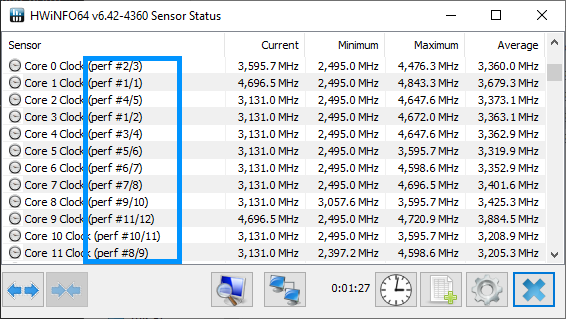 HWiNFO64 v6.42-4360 Sensor Status
Sensor Current Minimum Maximum Average
Core 0 Clock (perf #2/3) 3,595.7 MHz 2,495.0 MHz 4,476.3 MHz 3,360.0 MHz
Core 1 Clock (perf #1/1) 4,696.5 MHz 2,495.0 MHz 4,843.3 MHz 3,679.3 MHz
Core 2 Clock (perf #4/5) 3,131.0 MHz 2,495.0 MHz 4,647.6 MHz 3,373.1 MHz
Core 3 Clock (perf #1/2) 3,131.0 MHz 2,495.0 MHz 4,672.0 MHz 3,363.1 MHz
Core 4 Clock (perf #3/4) 3,131.0 MHz 2,495.0 MHz 4,647.6 MHz 3,362.9 MHz
Core 5 Clock (perf #5/6) 3,131.0 MHz 2,495.0 MHz 3,595.7 MHz 3,319.9 MHz
Core 6 Clock (perf #6/7) 3,131.0 MHz 2,495.0 MHz 4,598.6 MHz 3,352.9 MHz
Core 7 Clock (perf #7/8) 3,131.0 MHz 2,495.0 MHz 4,696.5 MHz 3,401.6 MHz
Core 8 Clock (perf #9/10) 3,131.0 MHz 3,057.6 MHz 3,595.7 MHz 3,425.3 MHz
Core 9 Clock (perf #11/12) 4,696.5 MHz 2,495.0 MHz 4,720.9 MHz 3,884.5 MHz
Core 10 Clock (perf #10/11) 3,131.0 MHz 2,495.0 MHz 3,595.7 MHz 3,208.9 MHz
Core 11 Clock (perf #8/9) 3,131.0 MHz 2,397.2 MHz 4,598.6 MHz 3,205.3 MHz
0:01:27